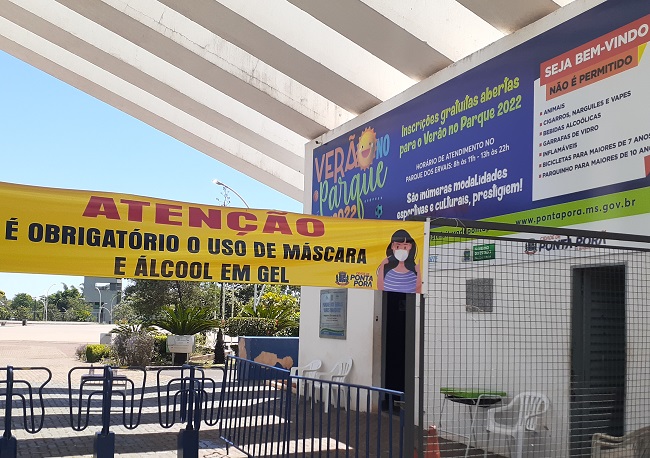 ATENÇÃO
É OBRIGATÓRIO O USO DE MÁSCARA
E ÁLCOOL EM GEL
PONTA
PORÃ
VERÃO NO
Parque
2022
Inscrições gratuitas abertas
para o Verão no Parque 2022
HORÁRIO DE ATENDIMENTO NO
PARQUE DOS ERVAIS: 8h às 11h - 13h às 22h
São inúmeras modalidades
esportivas e culturais, prestigiem!
SEJA BEM-VINDO
NÃO É PERMITIDO
• ANIMAIS
• CIGARROS, NARGUILES E VAPES
• BEBIDAS ALCOÓLICAS
• GARRAFAS DE VIDRO
• INFLAMÁVEIS
• BICICLETAS PARA MAIORES DE 7 ANOS
• PARQUINHO PARA MAIORES DE 10 AN
www.pontapora.ms.gov.br